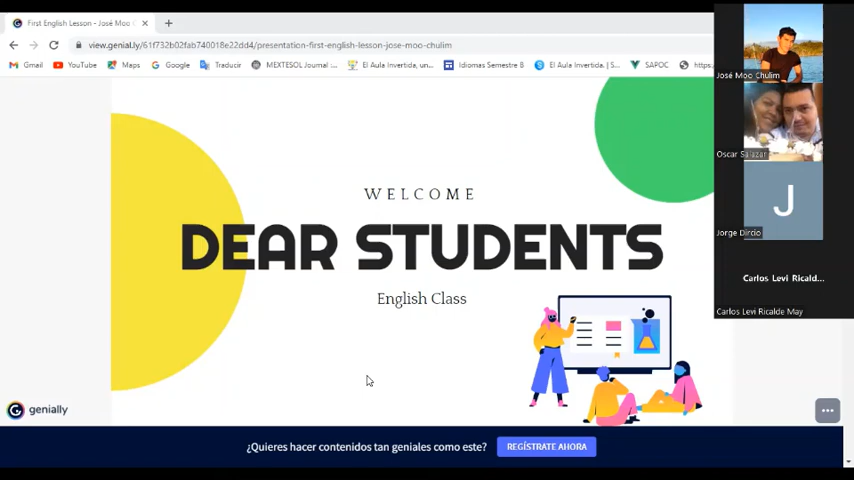 First English Lesson - José Moo C
view.genial.ly/61f732b02fab740018e22dd4/presentation-first-english-lesson-jose-moo-chulim
Gmail YouTube Maps Google Traducir MEXTESOL Journal :... El Aula Invertida, un... Idiomas Semestre B El Aula Invertida. | S... SAPOC https:
WELCOME
DEAR STUDENTS
English Class
genially
¿Quieres hacer contenidos tan geniales como este? REGÍSTRATE AHORA
José Moo Chulim
Oscar Salazar
J
Jorge Dircio
Carlos Levi Ricald...
Carlos Levi Ricalde May